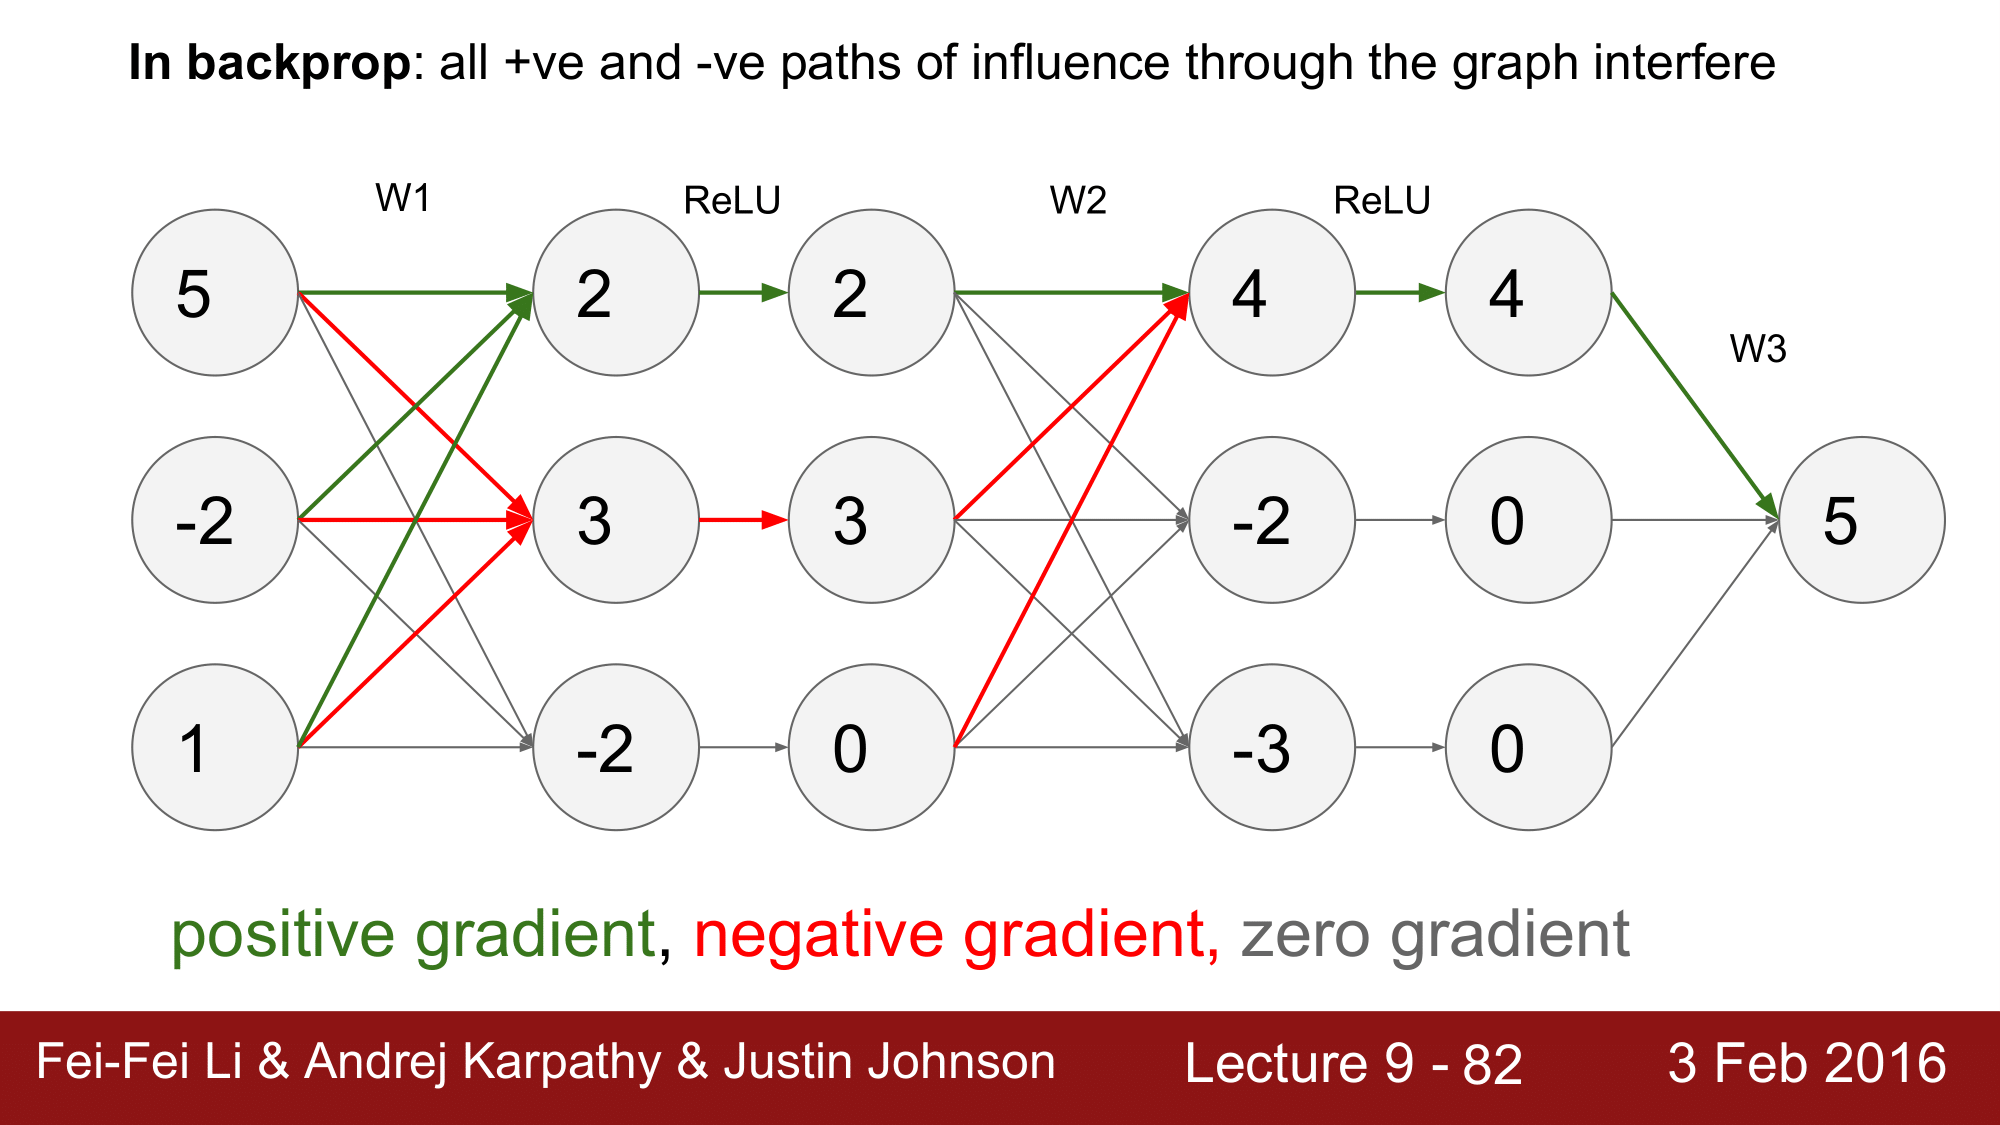 In backprop: all +ve and -ve paths of influence through the graph interfere
W1 ReLU W2 ReLU
5 2 2 4 4
W3
-2 3 3 -2 0 5
1 -2 0 -3 0
positive gradient, negative gradient, zero gradient
Fei-Fei Li & Andrej Karpathy & Justin Johnson Lecture 9 - 82 3 Feb 2016